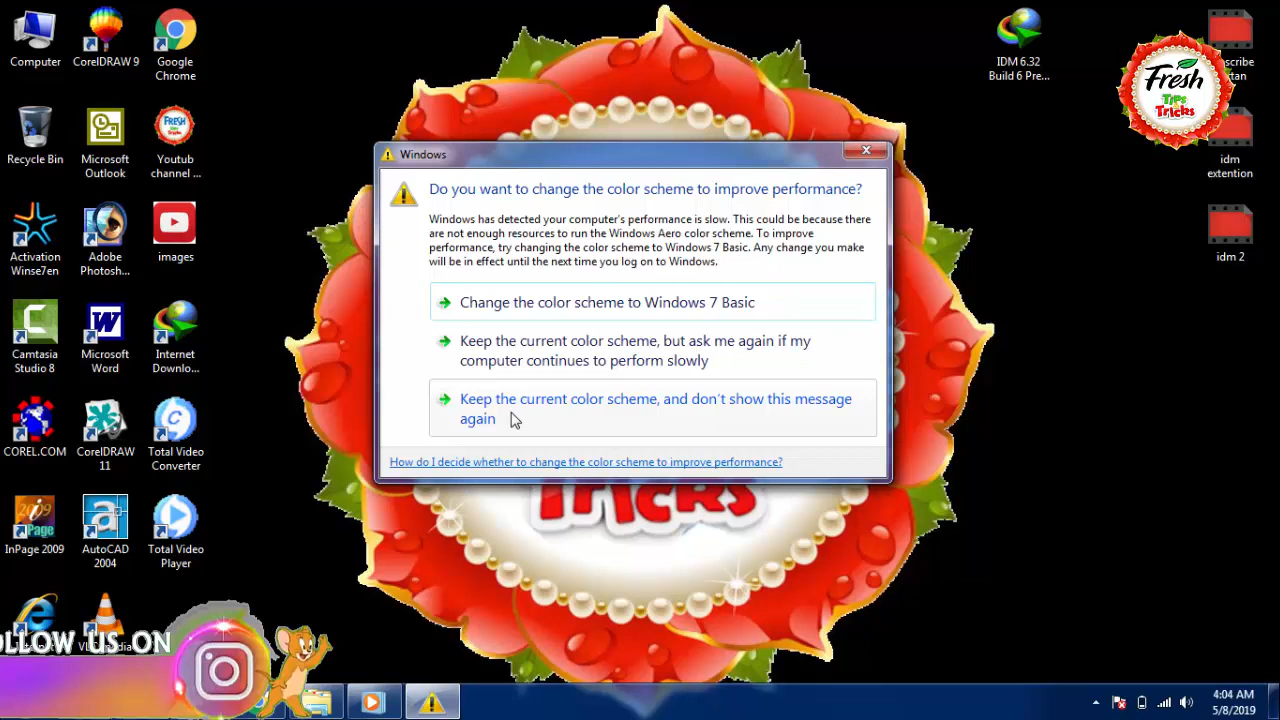 Computer
CorelDRAW 9
Google
Chrome
IDM 6.32
Build 6 Pre...
Fresh
Tips
Tricks
Recycle Bin
Microsoft
Outlook
FRESH
Youtub
channel ...
idm
extention
Activation
Winse7en
Adobe
Photosh...
images
idm 2
Camtasia
Studio 8
Microsoft
Word
Internet
Downlo...
COREL.COM
CorelDRAW
11
Total Video
Converter
2009
InPage
InPage 2009
AutoCAD
2004
Total Video
Player
Windows
Do you want to change the color scheme to improve performance?
Windows has detected your computer's performance is slow. This could be because there
are not enough resources to run the Windows Aero color scheme. To improve
performance, try changing the color scheme to Windows 7 Basic. Any change you make
will be in effect until the next time you log on to Windows.
Change the color scheme to Windows 7 Basic
Keep the current color scheme, but ask me again if my
computer continues to perform slowly
Keep the current color scheme, and don't show this message
again
How do I decide whether to change the color scheme to improve performance?
Tricks
US ON
4:04 AM
5/8/2019